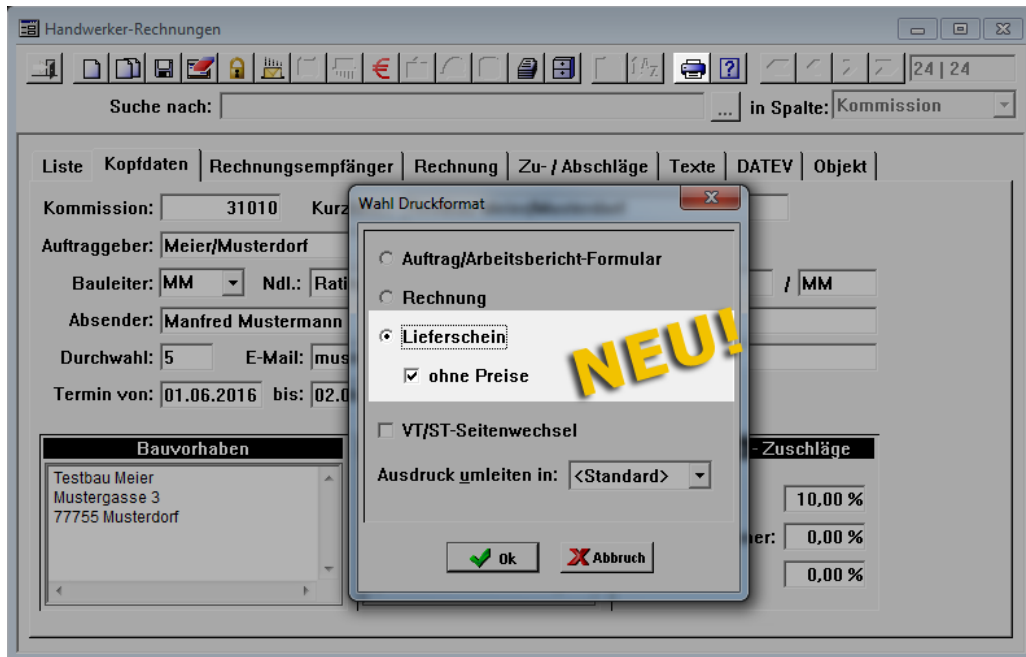 Handwerker-Rechnungen
24 | 24
Suche nach: ... in Spalte: Kommission
Liste Kopfdaten Rechnungsempfänger Rechnung Zu- / Abschläge Texte DATEV Objekt
Kommission: 31010 Kurz
Wahl Druckformat
Auftraggeber: Meier/Musterdorf
Auftrag/Arbeitsbericht-Formular
Bauleiter: MM Ndl.: Rati / MM
Rechnung
Absender: Manfred Mustermann
Lieferschein
NEU!
Durchwahl: 5 E-Mail: mus
ohne Preise
Termin von: 01.06.2016 bis: 02.0
VT/ST-Seitenwechsel
Bauvorhaben
- Zuschläge
Ausdruck umleiten in: <Standard>
Testbau Meier
Mustergasse 3
77755 Musterdorf
10,00 %
0,00 %
0,00 %
Ok Abbruch